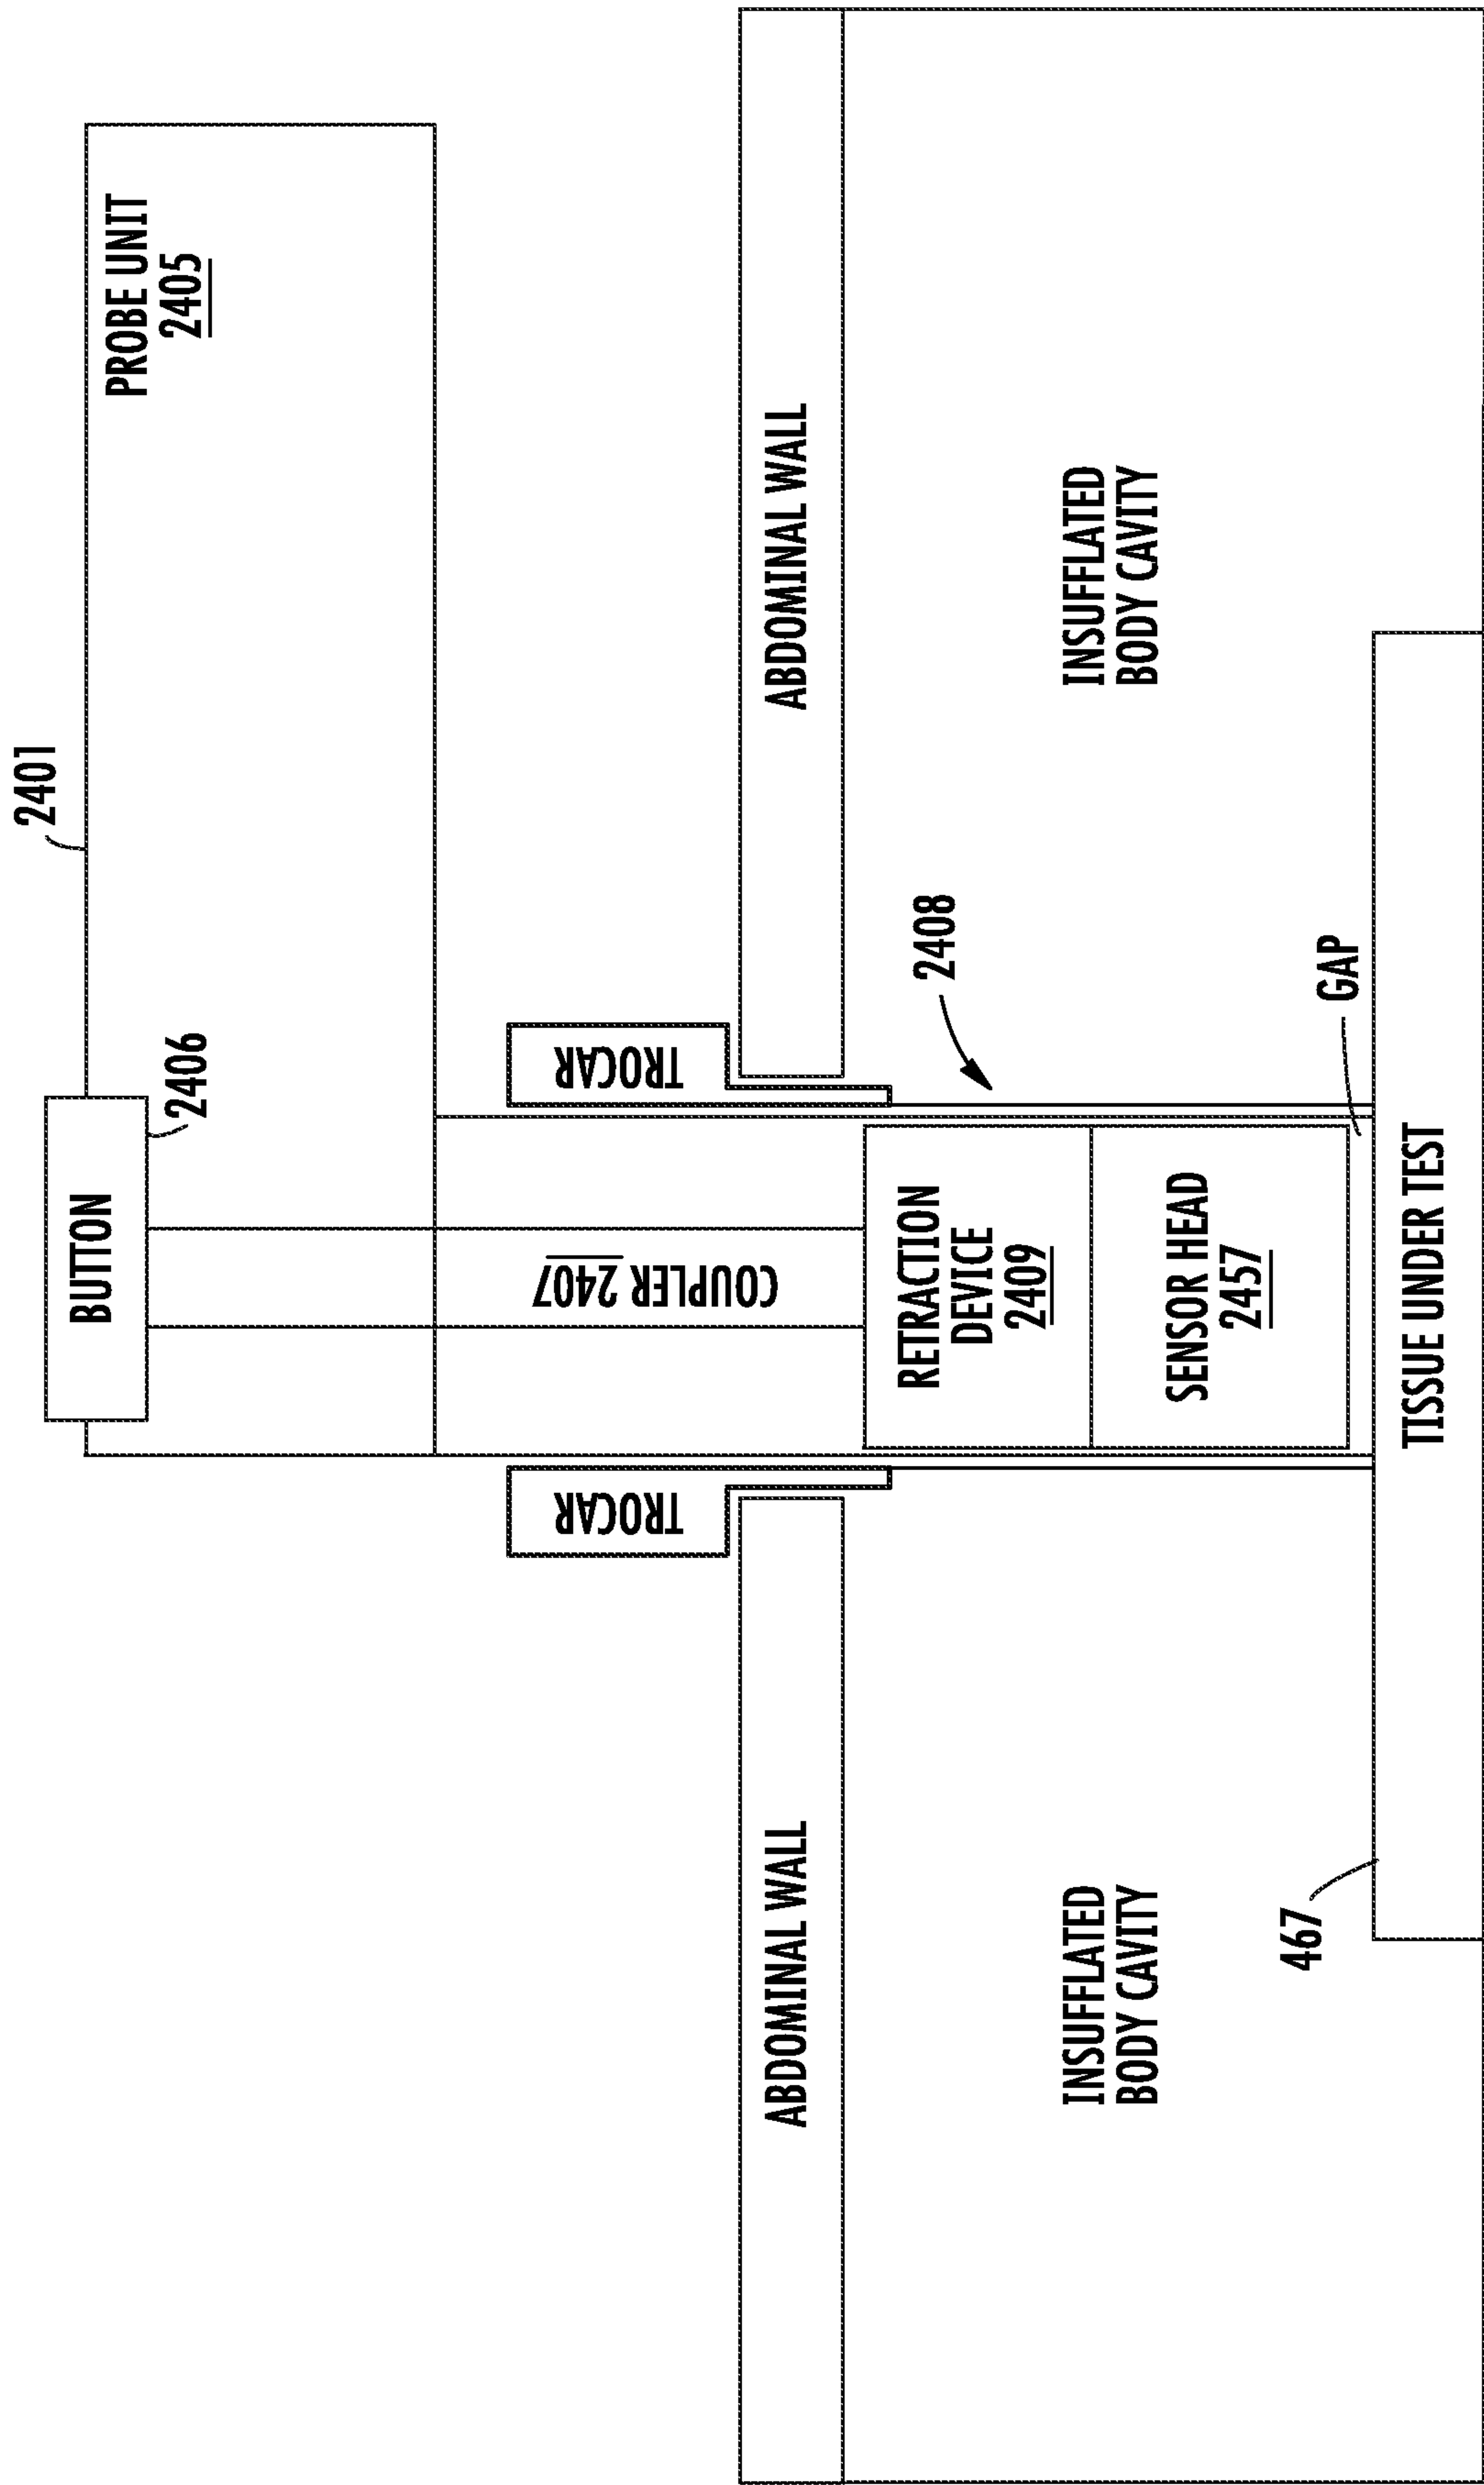 2401
PROBE UNIT
2405
BUTTON
2406
TROCAR
TROCAR
COUPLER 2407
ABDOMINAL WALL
ABDOMINAL WALL
2408
RETRACTION
DEVICE
2409
SENSOR HEAD
2457
INSUFFLATED
BODY CAVITY
INSUFFLATED
BODY CAVITY
GAP
467
TISSUE UNDER TEST